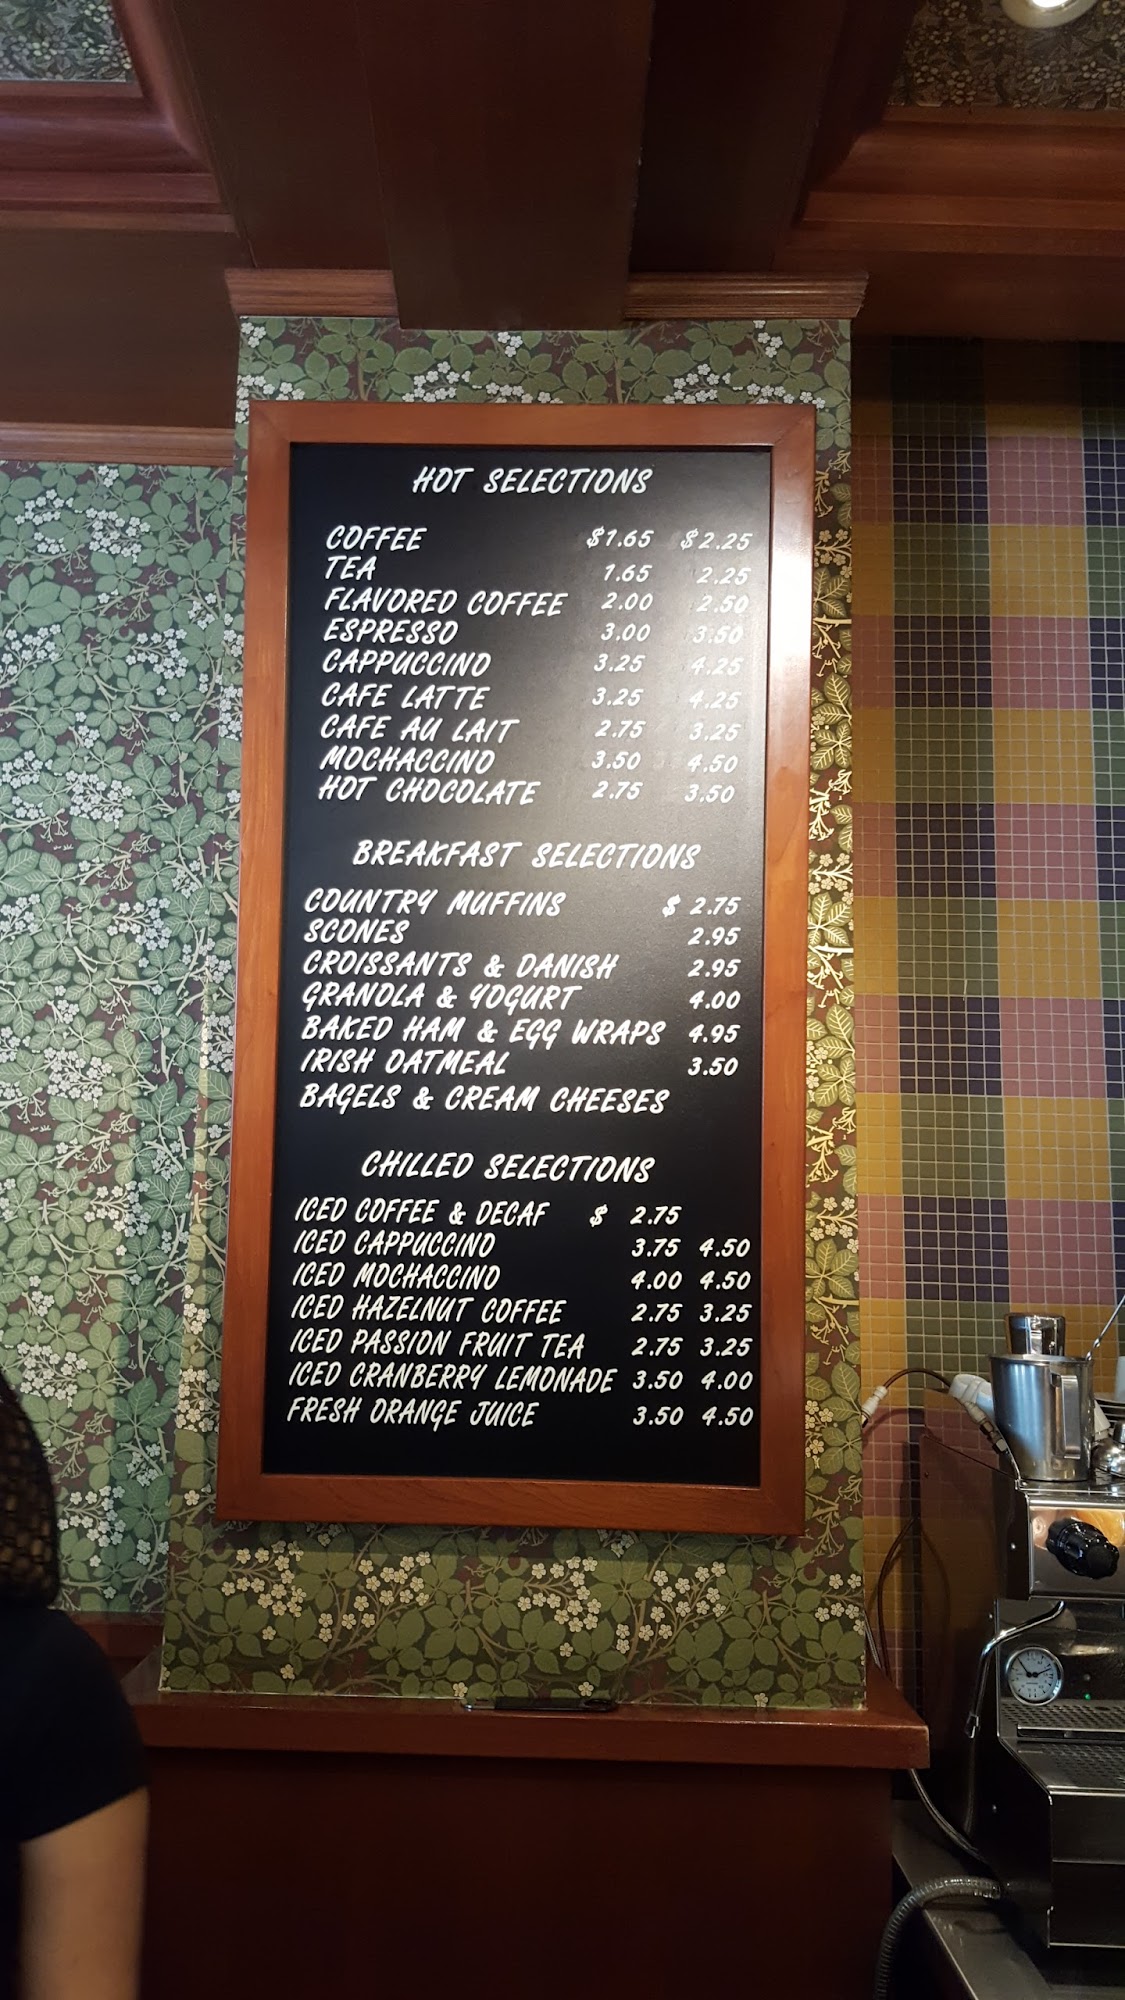 HOT SELECTIONS
COFFEE $1.65 $2.25
TEA 1.65 2.25
FLAVORED COFFEE 2.00 2.50
ESPRESSO 3.00 3.50
CAPPUCCINO 3.25 4.25
CAFE LATTE 3.25 4.25
CAFE AU LAIT 2.75 3.25
MOCHACCINO 3.50 4.50
HOT CHOCOLATE 2.75 3.50
BREAKFAST SELECTIONS
COUNTRY MUFFINS $ 2.75
SCONES 2.95
CROISSANTS & DANISH 2.95
GRANOLA & YOGURT 4.00
BAKED HAM & EGG WRAPS 4.95
IRISH OATMEAL 3.50
BAGELS & CREAM CHEESES
CHILLED SELECTIONS
ICED COFFEE & DECAF $ 2.75
ICED CAPPUCCINO 3.75 4.50
ICED MOCHACCINO 4.00 4.50
ICED HAZELNUT COFFEE 2.75 3.25
ICED PASSION FRUIT TEA 2.75 3.25
ICED CRANBERRY LEMONADE 3.50 4.00
FRESH ORANGE JUICE 3.50 4.50